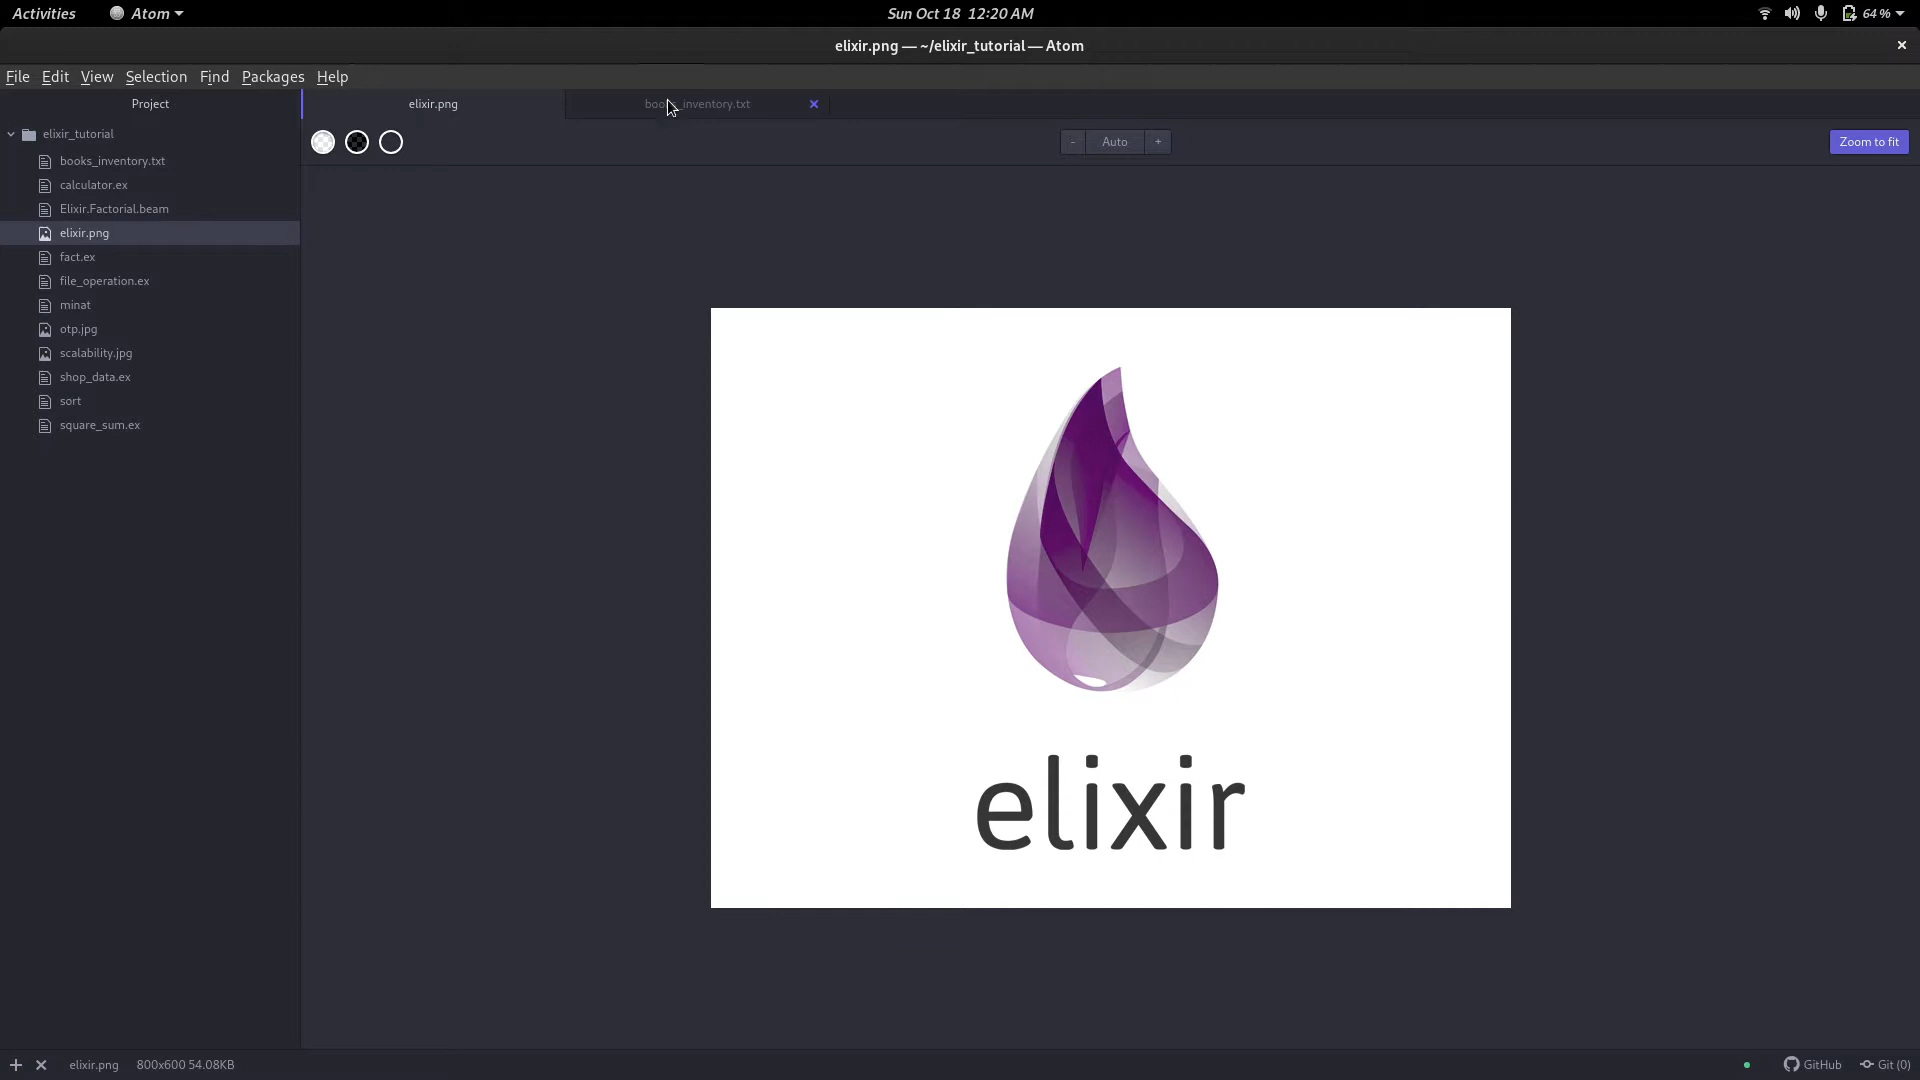 Activities Atom Sun Oct 18 12:20 AM 64 %
elixir.png — ~/elixir_tutorial — Atom
File Edit View Selection Find Packages Help
Project elixir.png books_inventory.txt
elixir_tutorial
- Auto + Zoom to fit
books_inventory.txt
calculator.ex
Elixir.Factorial.beam
elixir.png
fact.ex
file_operation.ex
minat
otp.jpg
scalability.jpg
shop_data.ex
sort
square_sum.ex
elixir
elixir.png 800x600 54.08KB GitHub Git (0)